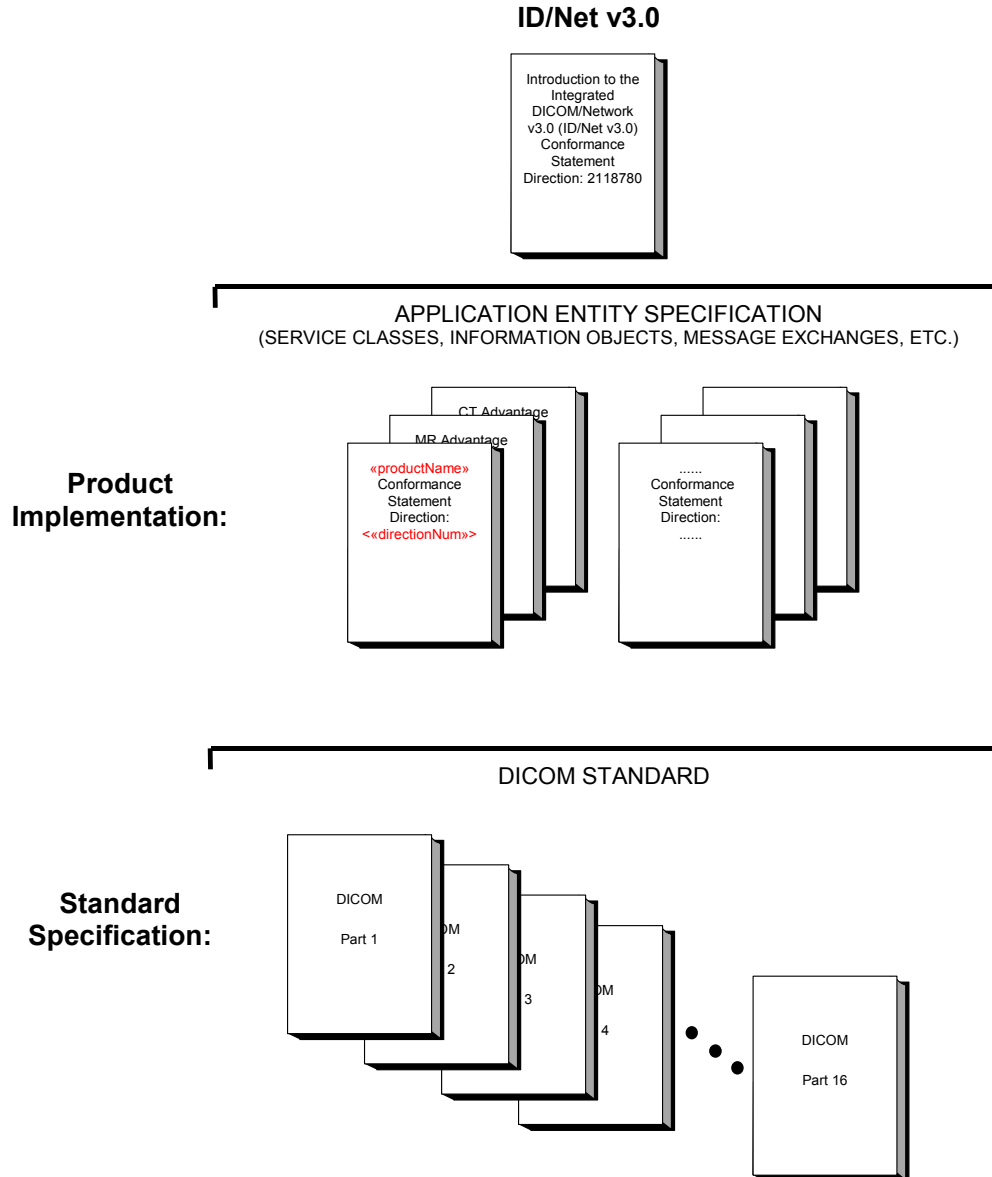 ID/Net v3.0
Introduction to the
Integrated
DICOM/Network
v3.0 (ID/Net v3.0)
Conformance
Statement
Direction: 2118780
APPLICATION ENTITY SPECIFICATION
(SERVICE CLASSES, INFORMATION OBJECTS, MESSAGE EXCHANGES, ETC.)
Product
Implementation:
CT Advantage
MR Advantage
«productName»
Conformance
Statement
Direction:
<«directionNum»>
......
Conformance
Statement
Direction:
......
DICOM STANDARD
Standard
Specification:
DICOM
Part 1
OM
2
OM
3
COM
4
DICOM
Part 16